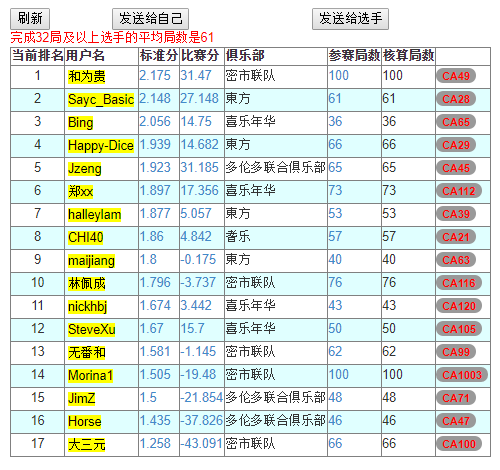 刷新 发送给自己 发送给选手
完成32局及以上选手的平均局数是61
当前排名 用户名 标准分 比赛分 俱乐部 参赛局数 核算局数
1 和为贵 2.175 31.47 密市联队 100 100 CA49
2 Sayc_Basic 2.148 27.148 東方 61 61 CA28
3 Bing 2.056 14.75 喜乐年华 36 36 CA65
4 Happy-Dice 1.939 14.682 東方 66 66 CA29
5 Jzeng 1.923 31.185 多伦多联合俱乐部 65 65 CA45
6 郑xx 1.897 17.356 喜乐年华 73 73 CA112
7 halleylam 1.877 5.057 東方 53 53 CA39
8 CHI40 1.86 4.842 耆乐 57 57 CA21
9 maijiang 1.8 -0.175 東方 40 40 CA63
10 林佩成 1.796 -3.737 密市联队 76 76 CA116
11 nickhbj 1.674 3.442 喜乐年华 43 43 CA120
12 SteveXu 1.67 15.7 喜乐年华 50 50 CA105
13 无番和 1.581 -1.145 密市联队 62 62 CA99
14 Morina1 1.505 -19.48 密市联队 100 100 CA1003
15 JimZ 1.5 -21.854 多伦多联合俱乐部 48 48 CA71
16 Horse 1.435 -37.826 多伦多联合俱乐部 46 46 CA47
17 大三元 1.258 -43.091 密市联队 66 66 CA100